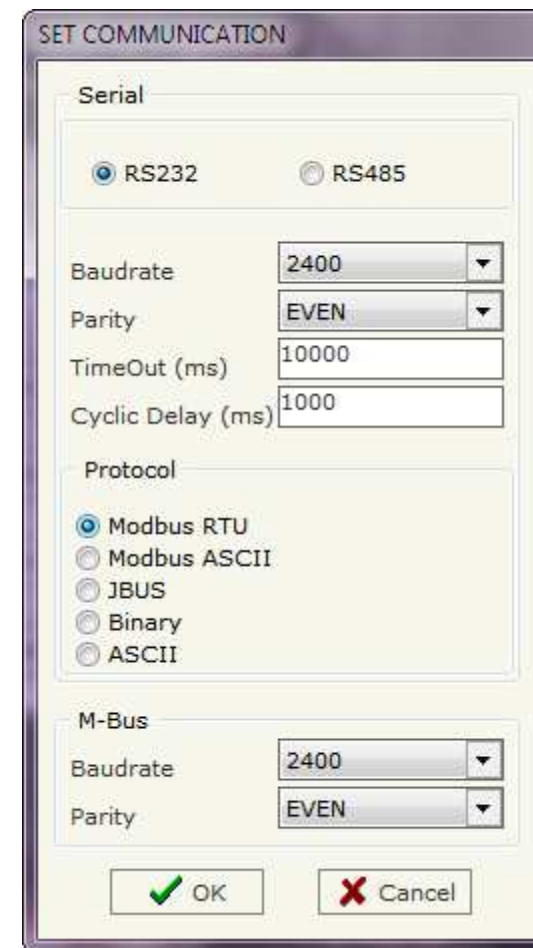 SET COMMUNICATION
Serial
RS232 RS485
Baudrate 2400
Parity EVEN
TimeOut (ms) 10000
Cyclic Delay (ms) 1000
Protocol
Modbus RTU
Modbus ASCII
JBUS
Binary
ASCII
M-Bus
Baudrate 2400
Parity EVEN
OK Cancel